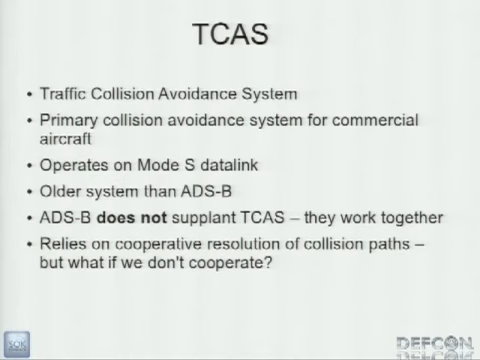 TCAS
• Traffic Collision Avoidance System
• Primary collision avoidance system for commercial
aircraft
• Operates on Mode S datalink
• Older system than ADS-B
• ADS-B does not supplant TCAS – they work together
• Relies on cooperative resolution of collision paths –
but what if we don't cooperate?
DEFCON